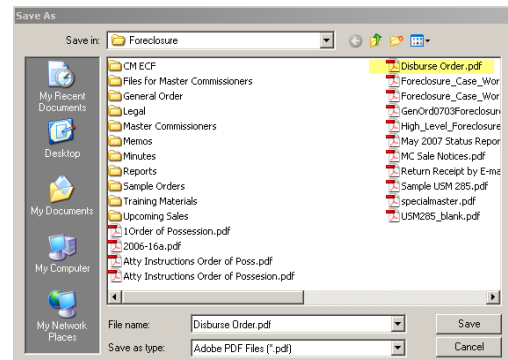 Save As
Save in: Foreclosure
My Recent Documents
Desktop
My Documents
My Computer
My Network Places
CM ECF
Files for Master Commissioners
General Order
Legal
Master Commissioners
Memos
Minutes
Reports
Sample Orders
Training Materials
Upcoming Sales
1Order of Possession.pdf
2006-16a.pdf
Atty Instructions Order of Poss.pdf
Atty Instructions Order of Possesion.pdf
Disburse Order.pdf
Foreclosure_Case_Wor
Foreclosure_Case_Wor
GenOrd0703Foreclosure
High_Level_Foreclosure
May 2007 Status Repor
MC Sale Notices.pdf
Return Receipt by E-ma
Sample USM 285.pdf
specialmaster.pdf
USM285_blank.pdf
File name: Disburse Order.pdf Save
Save as type: Adobe PDF Files (*.pdf) Cancel